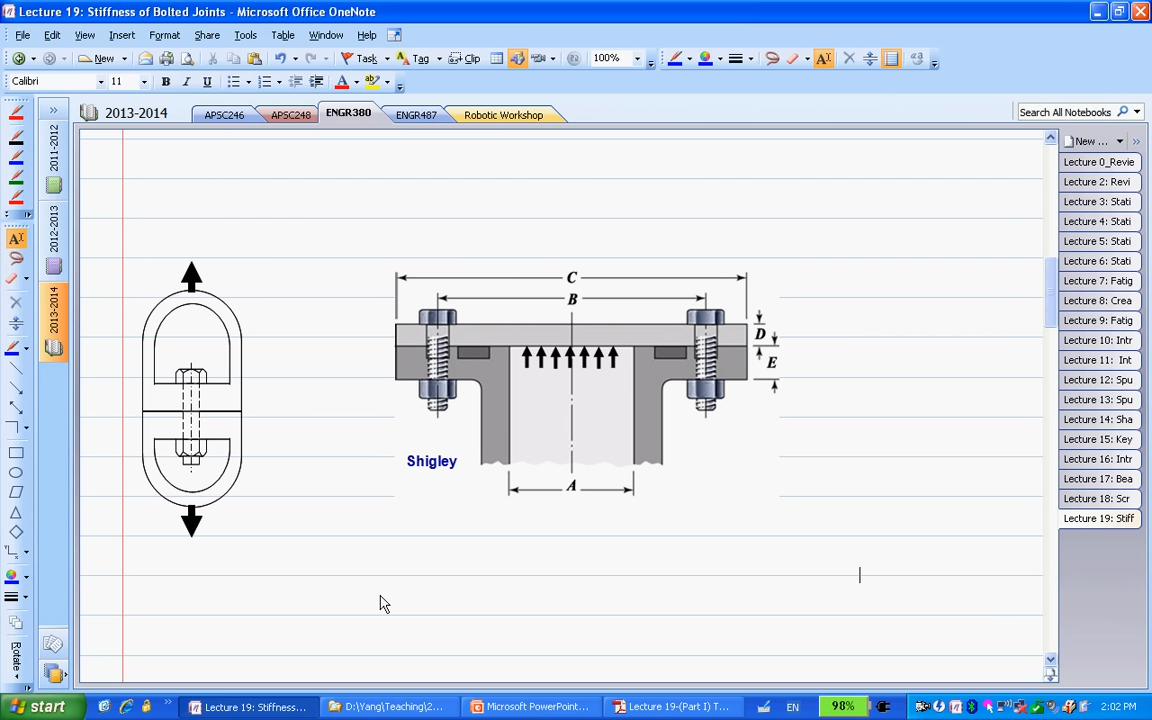 Lecture 19: Stiffness of Bolted Joints - Microsoft Office OneNote
File Edit View Insert Format Share Tools Table Window Help
New Task Tag Clip 100%
Calibri 11 B I U A ab
2013-2014 APSC246 APSC248 ENGR380 ENGR487 Robotic Workshop Search All Notebooks
New ...
2011-2012
2012-2013
2013-2014
Lecture 0_Revie
Lecture 2: Revi
Lecture 3: Stati
Lecture 4: Stati
Lecture 5: Stati
Lecture 6: Stati
Lecture 7: Fatig
Lecture 8: Crea
Lecture 9: Fatig
Lecture 10: Intr
Lecture 11: Int
Lecture 12: Spu
Lecture 13: Spu
Lecture 14: Sha
Lecture 15: Key
Lecture 16: Intr
Lecture 17: Bea
Lecture 18: Scr
Lecture 19: Stiff
C
B
D
E
Shigley
A
Rotate
start Lecture 19: Stiffness... D:\Yang\Teaching\2... Microsoft PowerPoint... Lecture 19-(Part I) T... EN 98% 2:02 PM